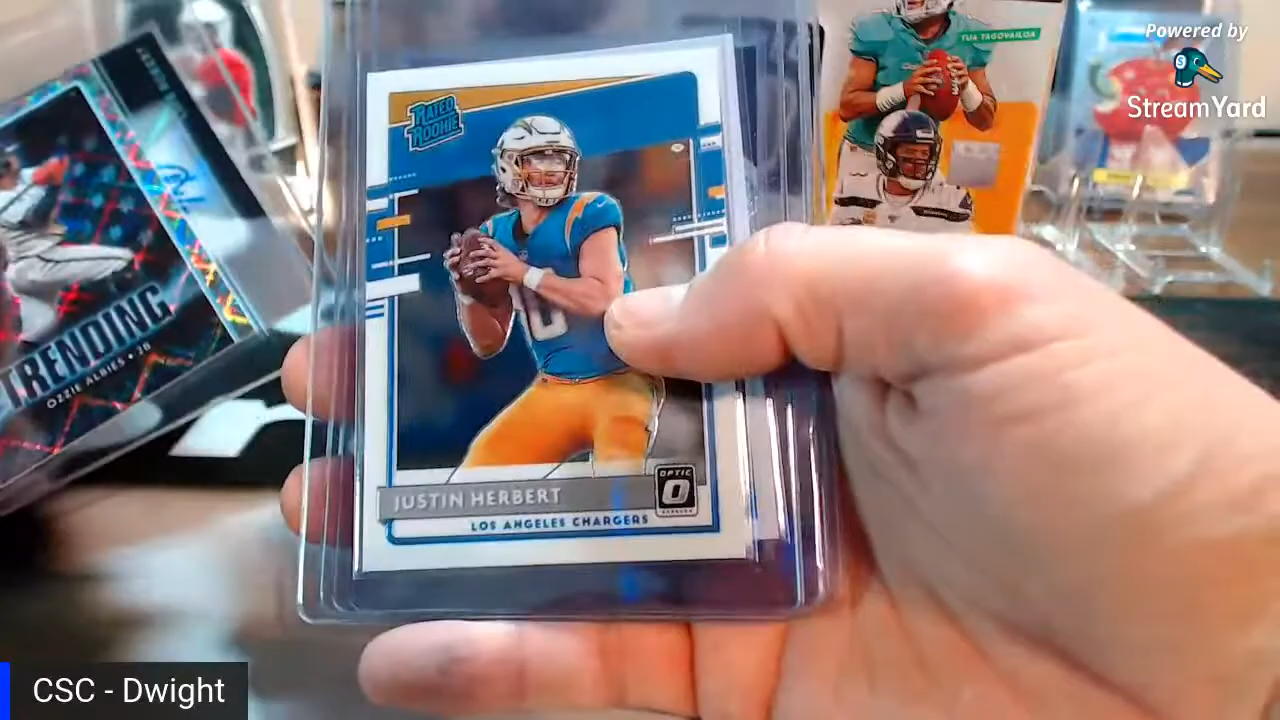 Powered by
StreamYard
TUA TAGOVAILOA
RATED
ROOKIE
JUSTIN HERBERT
OPTIC
LOS ANGELES CHARGERS
TRENDING
OZZIE ALBIES • 2B
CSC - Dwight